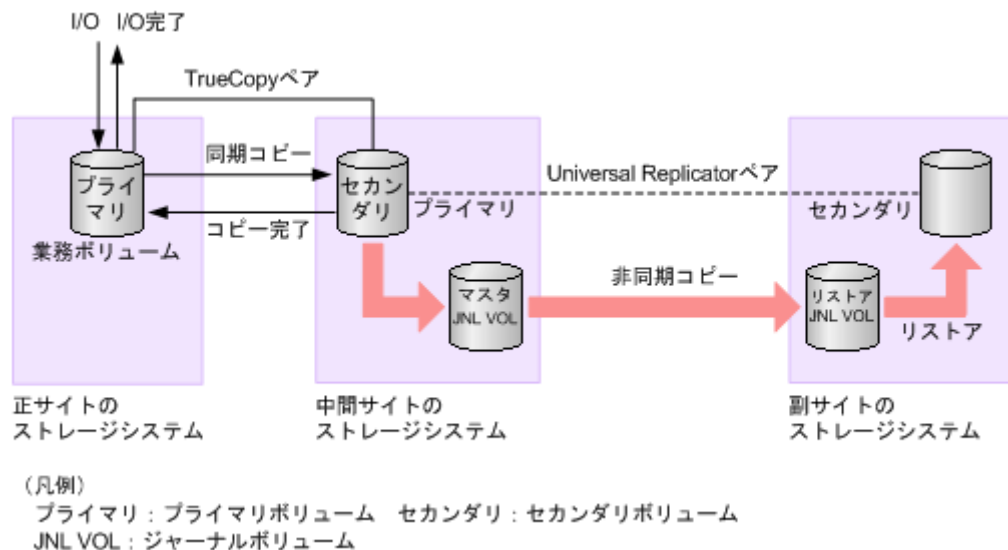 I/O I/O完了
TrueCopyペア
プライ
マリ
業務ボリューム
同期コピー
コピー完了
セカン
ダリ
プライマリ
Universal Replicatorペア
セカンダリ
マスタ
JNL VOL
非同期コピー
リストア
JNL VOL
リストア
正サイトの
ストレージシステム
中間サイトの
ストレージシステム
副サイトの
ストレージシステム
（凡例）
プライマリ：プライマリボリューム　セカンダリ：セカンダリボリューム
JNL VOL：ジャーナルボリューム